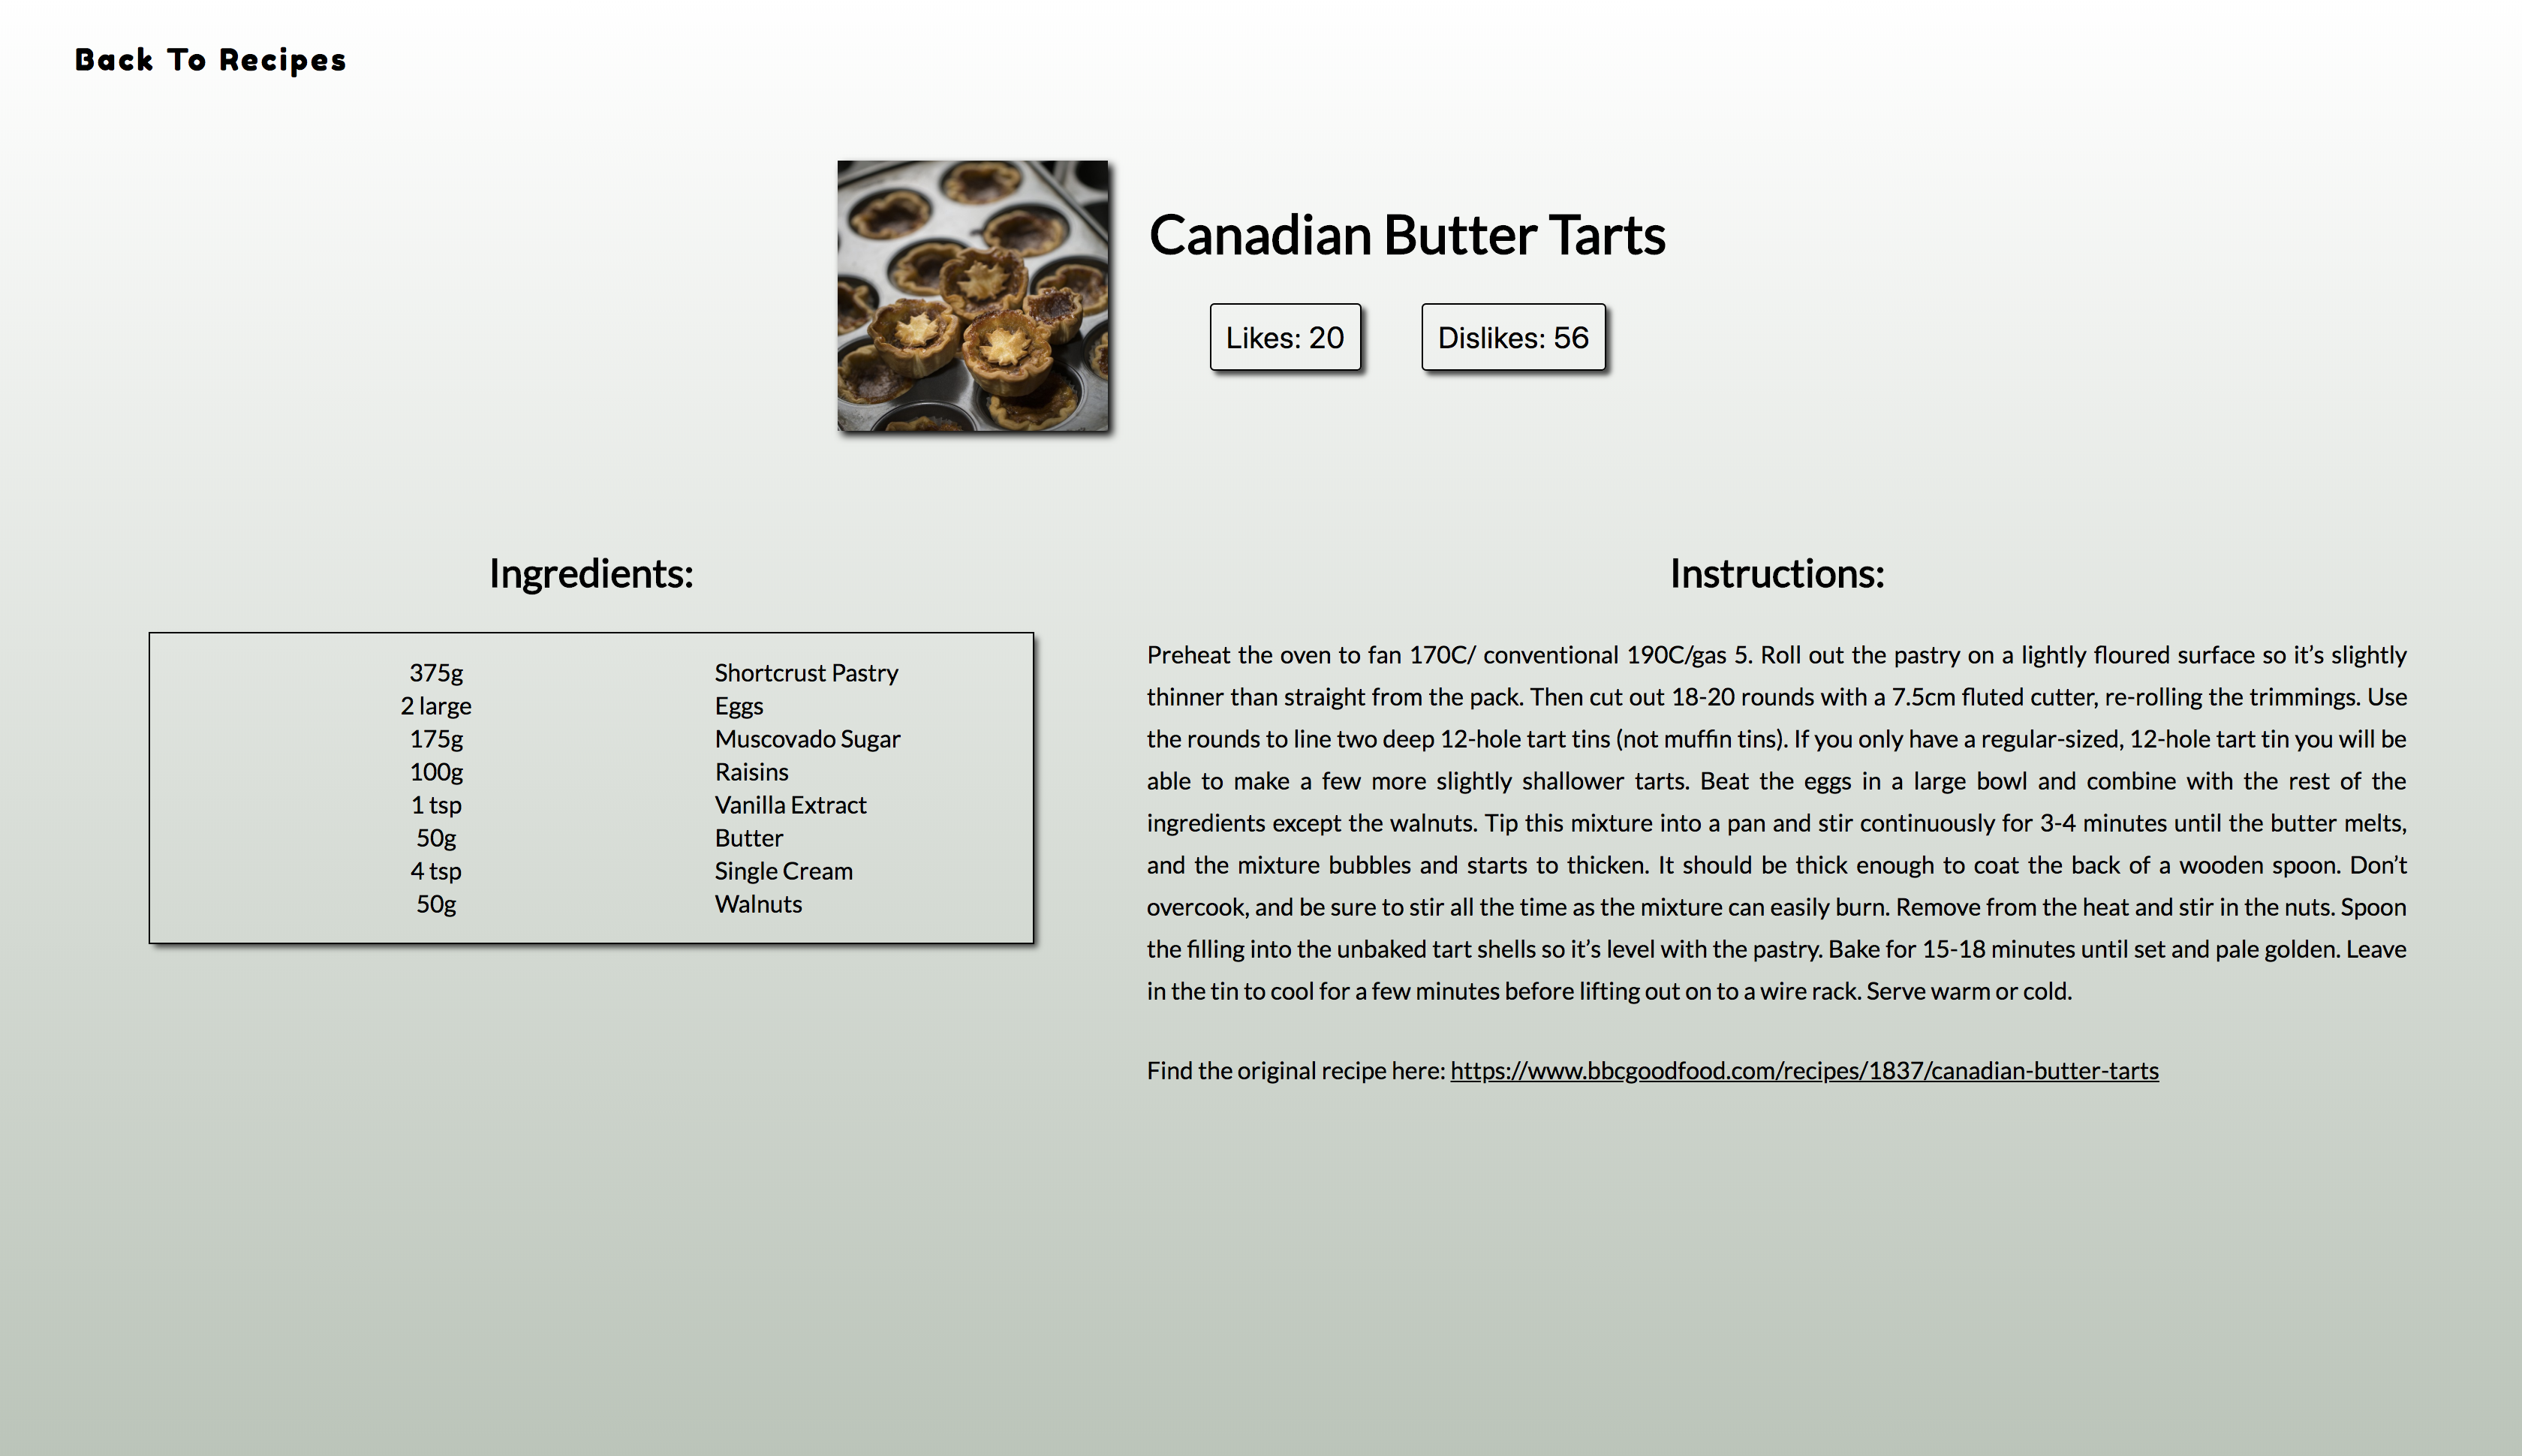 Back To Recipes
Canadian Butter Tarts
Likes: 20
Dislikes: 56
Ingredients:
375g Shortcrust Pastry
2 large Eggs
175g Muscovado Sugar
100g Raisins
1 tsp Vanilla Extract
50g Butter
4 tsp Single Cream
50g Walnuts
Instructions:
Preheat the oven to fan 170C/ conventional 190C/gas 5. Roll out the pastry on a lightly floured surface so it’s slightly
thinner than straight from the pack. Then cut out 18-20 rounds with a 7.5cm fluted cutter, re-rolling the trimmings. Use
the rounds to line two deep 12-hole tart tins (not muffin tins). If you only have a regular-sized, 12-hole tart tin you will be
able to make a few more slightly shallower tarts. Beat the eggs in a large bowl and combine with the rest of the
ingredients except the walnuts. Tip this mixture into a pan and stir continuously for 3-4 minutes until the butter melts,
and the mixture bubbles and starts to thicken. It should be thick enough to coat the back of a wooden spoon. Don’t
overcook, and be sure to stir all the time as the mixture can easily burn. Remove from the heat and stir in the nuts. Spoon
the filling into the unbaked tart shells so it’s level with the pastry. Bake for 15-18 minutes until set and pale golden. Leave
in the tin to cool for a few minutes before lifting out on to a wire rack. Serve warm or cold.
Find the original recipe here: https://www.bbcgoodfood.com/recipes/1837/canadian-butter-tarts